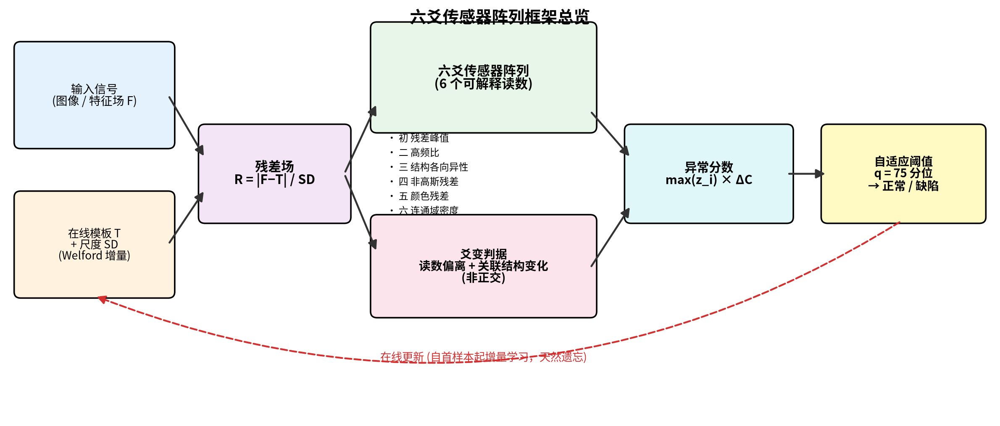 六爻传感器阵列框架总览
输入信号
(图像 / 特征场 F)
在线模板 T
+ 尺度 SD
(Welford 增量)
残差场
R = |F−T| / SD
六爻传感器阵列
(6 个可解释读数)
• 初 残差峰值
• 二 高频比
• 三 结构各向异性
• 四 非高斯残差
• 五 颜色残差
• 六 连通域密度
爻变判据
读数偏离 + 关联结构变化
(非正交)
异常分数
max(z_i) × ΔC
自适应阈值
q = 75 分位
→ 正常 / 缺陷
在线更新 (自首样本起增量学习，天然遗忘)